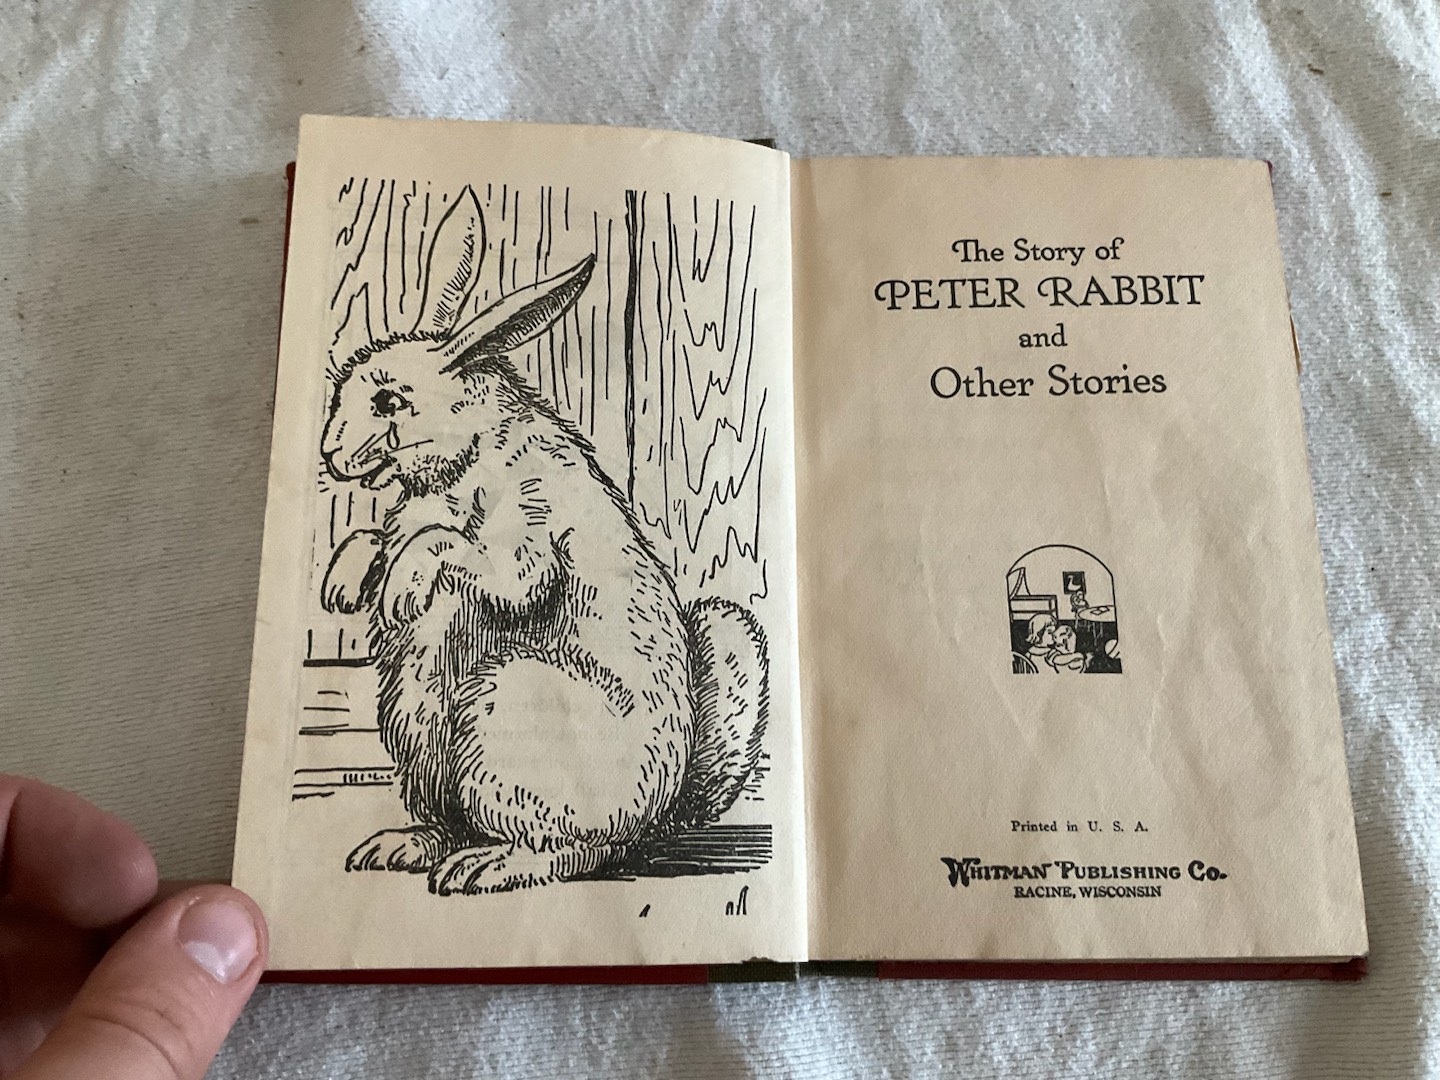 The Story of
PETER RABBIT
and
Other Stories
Printed in U. S. A.
WHITMAN PUBLISHING CO.
RACINE, WISCONSIN